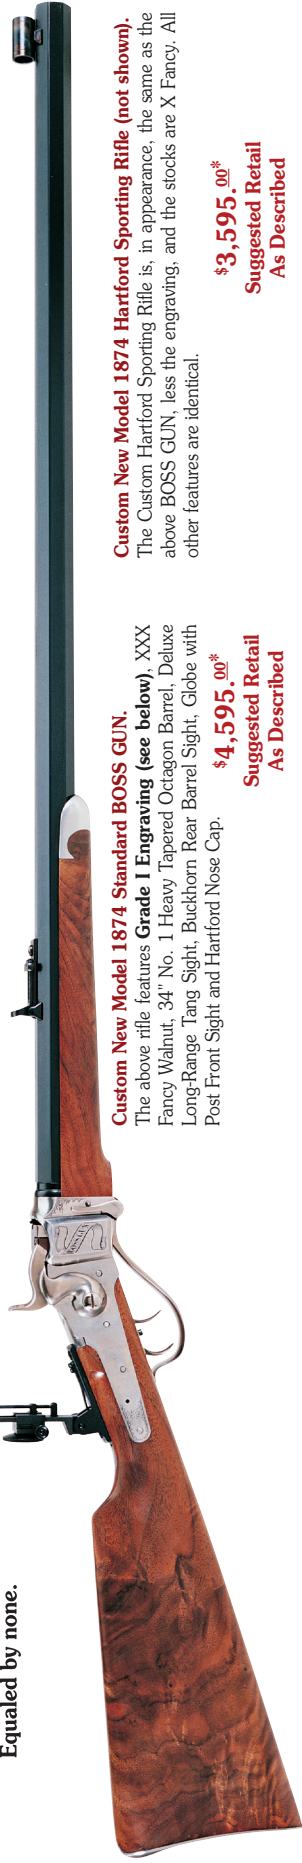 Equaled by none.
Custom New Model 1874 Standard BOSS GUN.
The above rifle features Grade I Engraving (see below), XXX
Fancy Walnut, 34" No. 1 Heavy Tapered Octagon Barrel, Deluxe
Long-Range Tang Sight, Buckhorn Rear Barrel Sight, Globe with
Post Front Sight and Hartford Nose Cap.
$4,595.00*
Suggested Retail
As Described
Custom New Model 1874 Hartford Sporting Rifle (not shown).
The Custom Hartford Sporting Rifle is, in appearance, the same as the
above BOSS GUN, less the engraving, and the stocks are X Fancy. All
other features are identical.
$3,595.00*
Suggested Retail
As Described